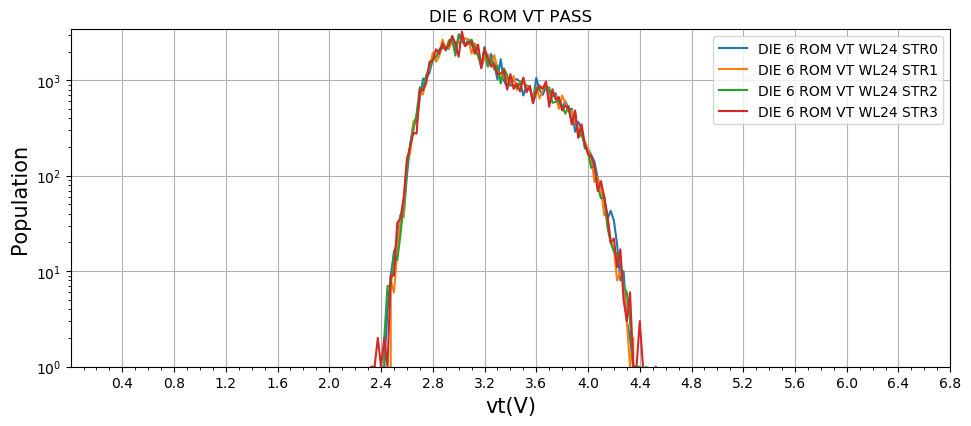 DIE 6 ROM VT PASS
DIE 6 ROM VT WL24 STR0
DIE 6 ROM VT WL24 STR1
DIE 6 ROM VT WL24 STR2
DIE 6 ROM VT WL24 STR3
Population
10^3
10^2
10^1
10^0
0.4 0.8 1.2 1.6 2.0 2.4 2.8 3.2 3.6 4.0 4.4 4.8 5.2 5.6 6.0 6.4 6.8
vt(V)